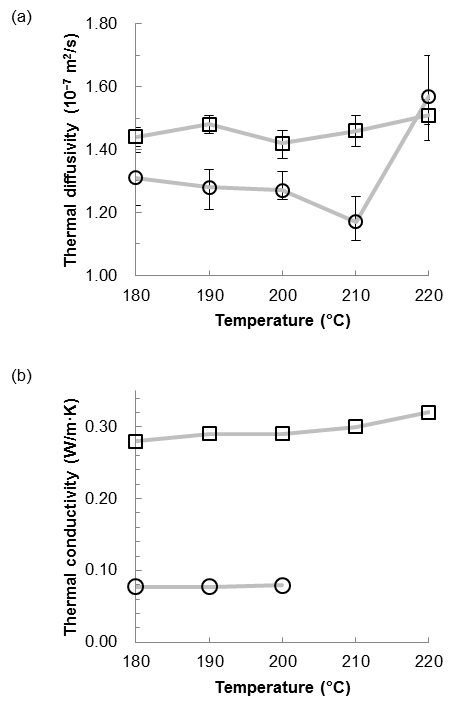 (a)
Thermal diffusivity (10⁻⁷ m²/s)
1.80
1.60
1.40
1.20
1.00
180 190 200 210 220
Temperature (°C)
(b)
Thermal conductivity (W/m·K)
0.30
0.20
0.10
0.00
180 190 200 210 220
Temperature (°C)